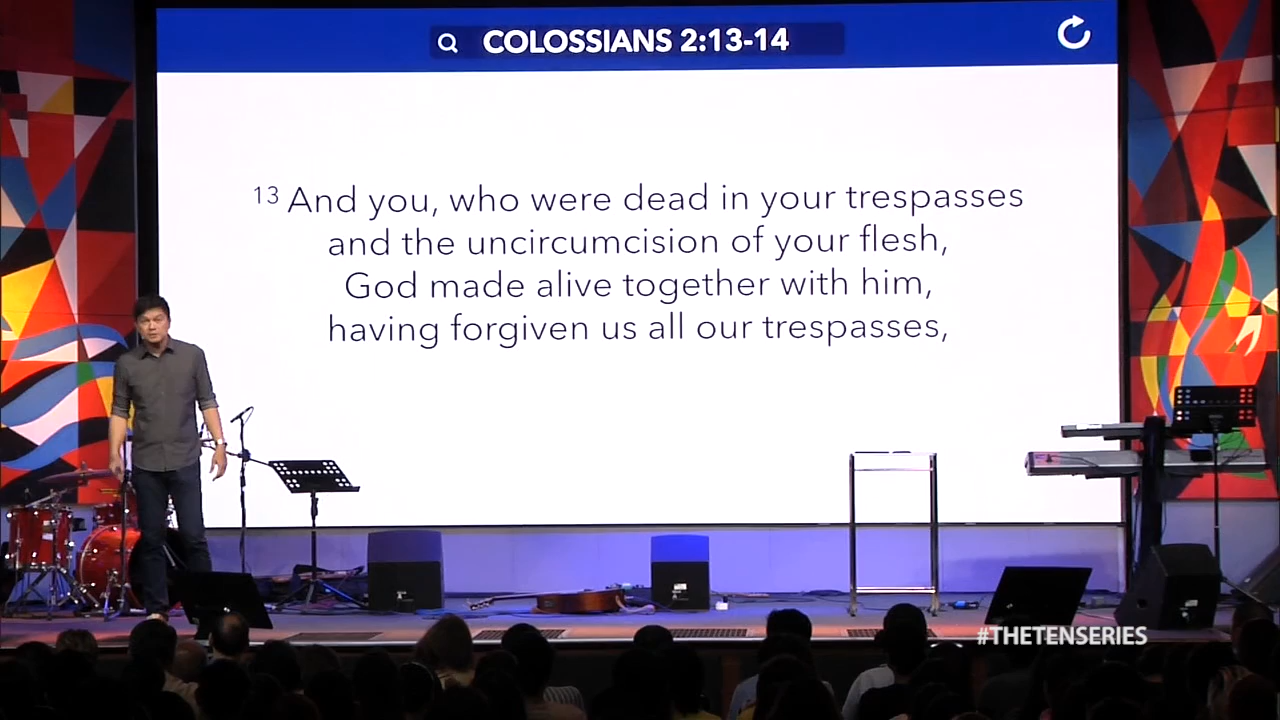 COLOSSIANS 2:13-14
13 And you, who were dead in your trespasses
and the uncircumcision of your flesh,
God made alive together with him,
having forgiven us all our trespasses,
#THETENSERIES